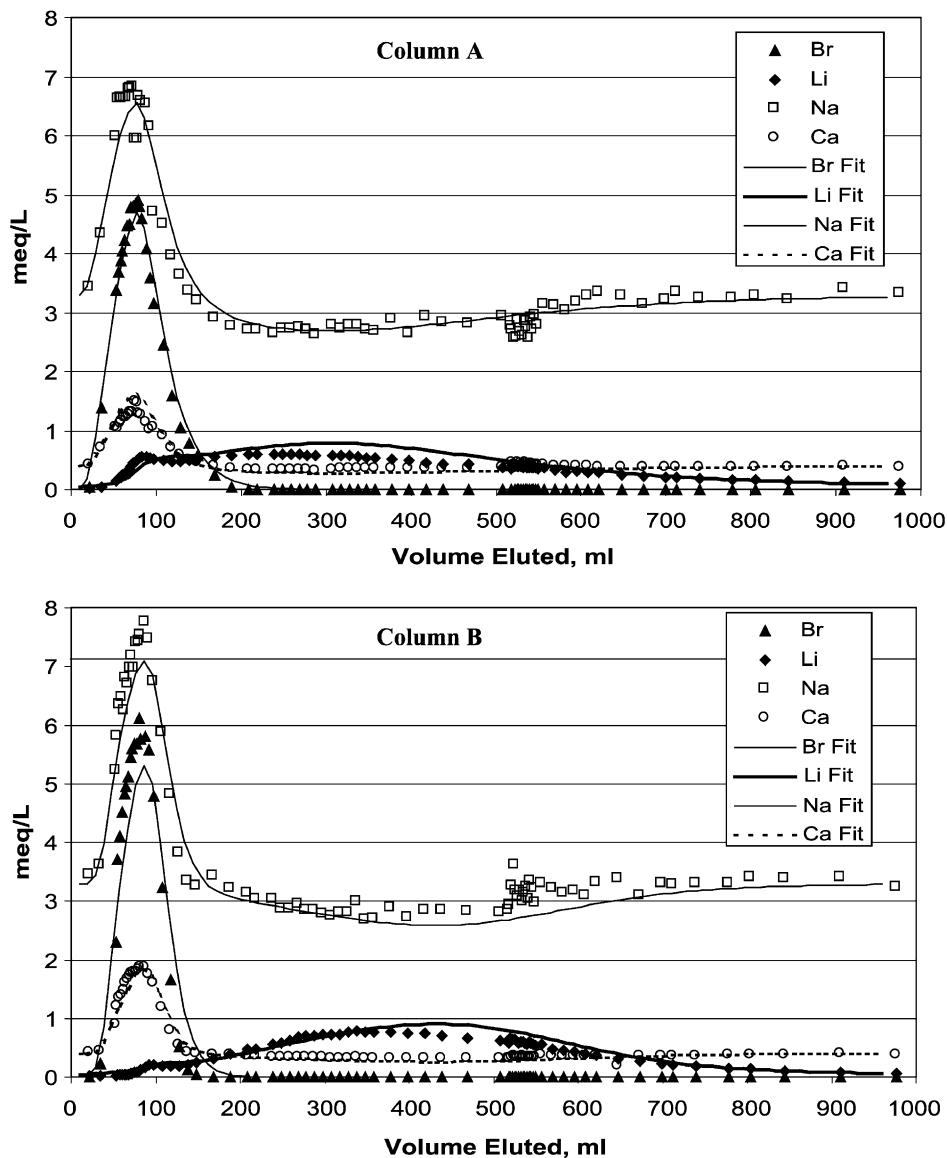 Column A
8
7
6
5
4
3
2
1
0
meq/L
Br
Li
Na
Ca
Br Fit
Li Fit
Na Fit
Ca Fit
0 100 200 300 400 500 600 700 800 900 1000
Volume Eluted, ml
Column B
8
7
6
5
4
3
2
1
0
meq/L
Br
Li
Na
Ca
Br Fit
Li Fit
Na Fit
Ca Fit
0 100 200 300 400 500 600 700 800 900 1000
Volume Eluted, ml